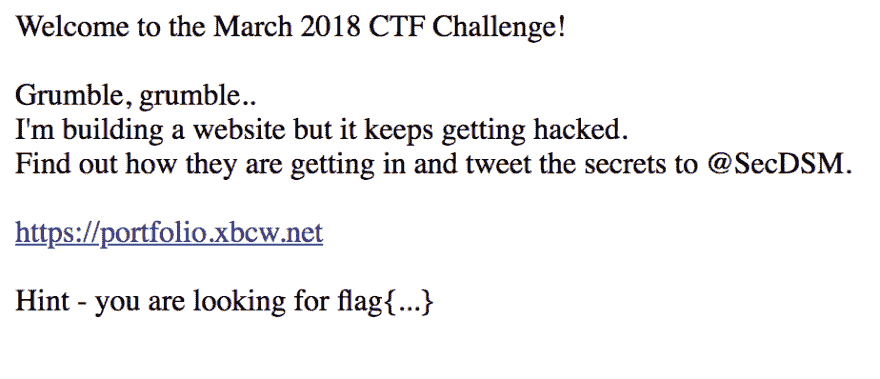 Welcome to the March 2018 CTF Challenge!
Grumble, grumble..
I'm building a website but it keeps getting hacked.
Find out how they are getting in and tweet the secrets to @SecDSM.
https://portfolio.xbcw.net
Hint - you are looking for flag{...}